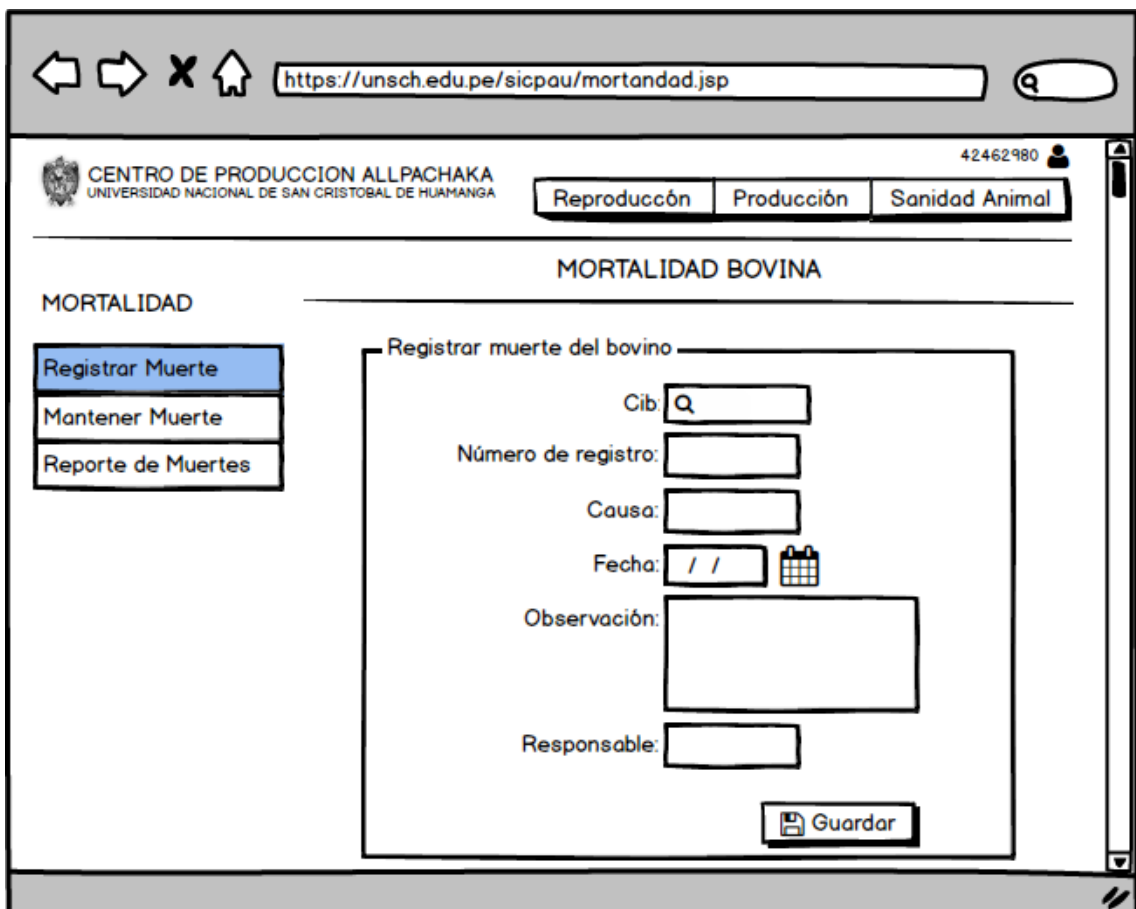 https://unsch.edu.pe/sicpau/mortandad.jsp
42462980
CENTRO DE PRODUCCION ALLPACHAKA
UNIVERSIDAD NACIONAL DE SAN CRISTOBAL DE HUAMANGA
Reproduccón Producción Sanidad Animal
MORTALIDAD BOVINA
MORTALIDAD
Registrar Muerte
Mantener Muerte
Reporte de Muertes
Registrar muerte del bovino
Cib:
Número de registro:
Causa:
Fecha: / /
Observación:
Responsable:
Guardar